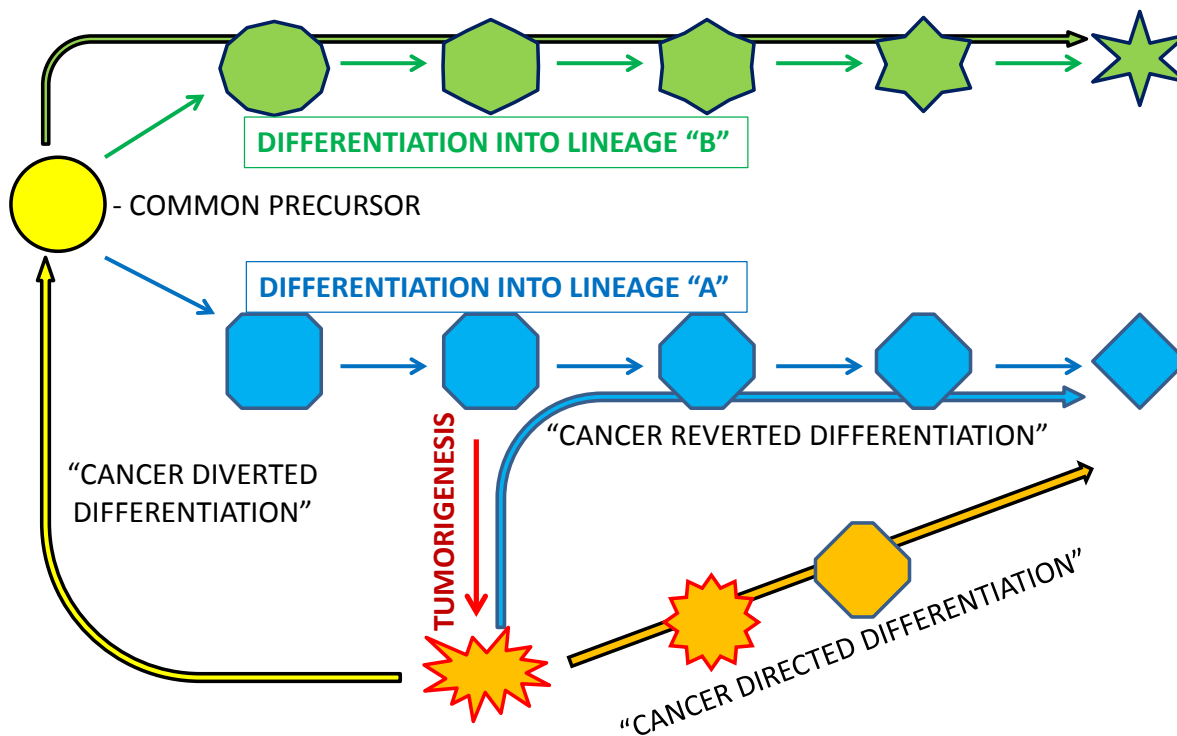 DIFFERENTIATION INTO LINEAGE “B”
- COMMON PRECURSOR
DIFFERENTIATION INTO LINEAGE “A”
“CANCER REVERTED DIFFERENTIATION”
TUMORIGENESIS
“CANCER DIVERTED
DIFFERENTIATION”
“CANCER DIRECTED DIFFERENTIATION”